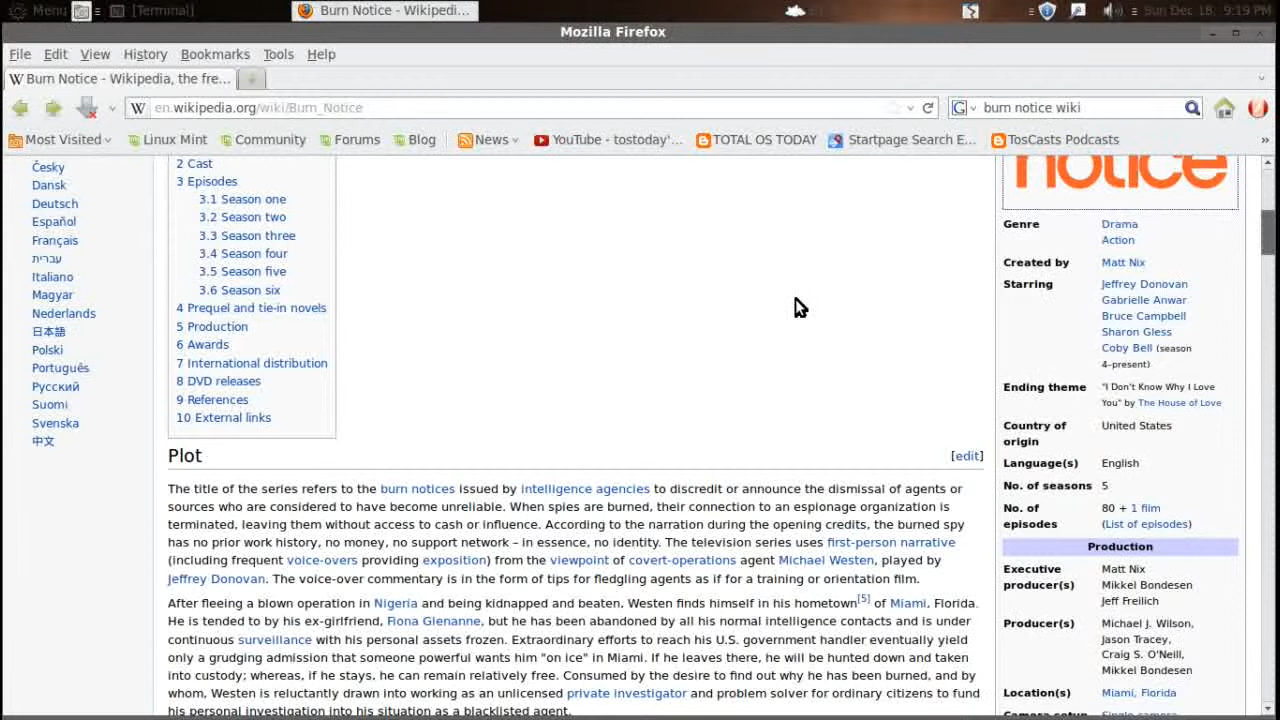 Menu [Terminal] Burn Notice - Wikipedi... Sun Dec 18, 9:19 PM
Mozilla Firefox
File Edit View History Bookmarks Tools Help
W Burn Notice - Wikipedia, the fre...
W en.wikipedia.org/wiki/Burn_Notice G burn notice wiki
Most Visited Linux Mint Community Forums Blog News YouTube - tostoday'... TOTAL OS TODAY Startpage Search E... TosCasts Podcasts »
Česky
Dansk
Deutsch
Español
Français
עברית
Italiano
Magyar
Nederlands
日本語
Polski
Português
Русский
Suomi
Svenska
中文
2 Cast
3 Episodes
3.1 Season one
3.2 Season two
3.3 Season three
3.4 Season four
3.5 Season five
3.6 Season six
4 Prequel and tie-in novels
5 Production
6 Awards
7 International distribution
8 DVD releases
9 References
10 External links
Plot [edit]
The title of the series refers to the burn notices issued by intelligence agencies to discredit or announce the dismissal of agents or
sources who are considered to have become unreliable. When spies are burned, their connection to an espionage organization is
terminated, leaving them without access to cash or influence. According to the narration during the opening credits, the burned spy
has no prior work history, no money, no support network – in essence, no identity. The television series uses first-person narrative
(including frequent voice-overs providing exposition) from the viewpoint of covert-operations agent Michael Westen, played by
Jeffrey Donovan. The voice-over commentary is in the form of tips for fledgling agents as if for a training or orientation film.
After fleeing a blown operation in Nigeria and being kidnapped and beaten, Westen finds himself in his hometown[5] of Miami, Florida.
He is tended to by his ex-girlfriend, Fiona Glenanne, but he has been abandoned by all his normal intelligence contacts and is under
continuous surveillance with his personal assets frozen. Extraordinary efforts to reach his U.S. government handler eventually yield
only a grudging admission that someone powerful wants him "on ice" in Miami. If he leaves there, he will be hunted down and taken
into custody; whereas, if he stays, he can remain relatively free. Consumed by the desire to find out why he has been burned, and by
whom, Westen is reluctantly drawn into working as an unlicensed private investigator and problem solver for ordinary citizens to fund
his personal investigation into his situation as a blacklisted agent.
notice
Genre Drama
Action
Created by Matt Nix
Starring Jeffrey Donovan
Gabrielle Anwar
Bruce Campbell
Sharon Gless
Coby Bell (season
4–present)
Ending theme "I Don't Know Why I Love
You" by The House of Love
Country of origin United States
Language(s) English
No. of seasons 5
No. of episodes 80 + 1 film
(List of episodes)
Production
Executive producer(s) Matt Nix
Mikkel Bondesen
Jeff Freilich
Producer(s) Michael J. Wilson,
Jason Tracey,
Craig S. O'Neill,
Mikkel Bondesen
Location(s) Miami, Florida
Camera setup Single camera